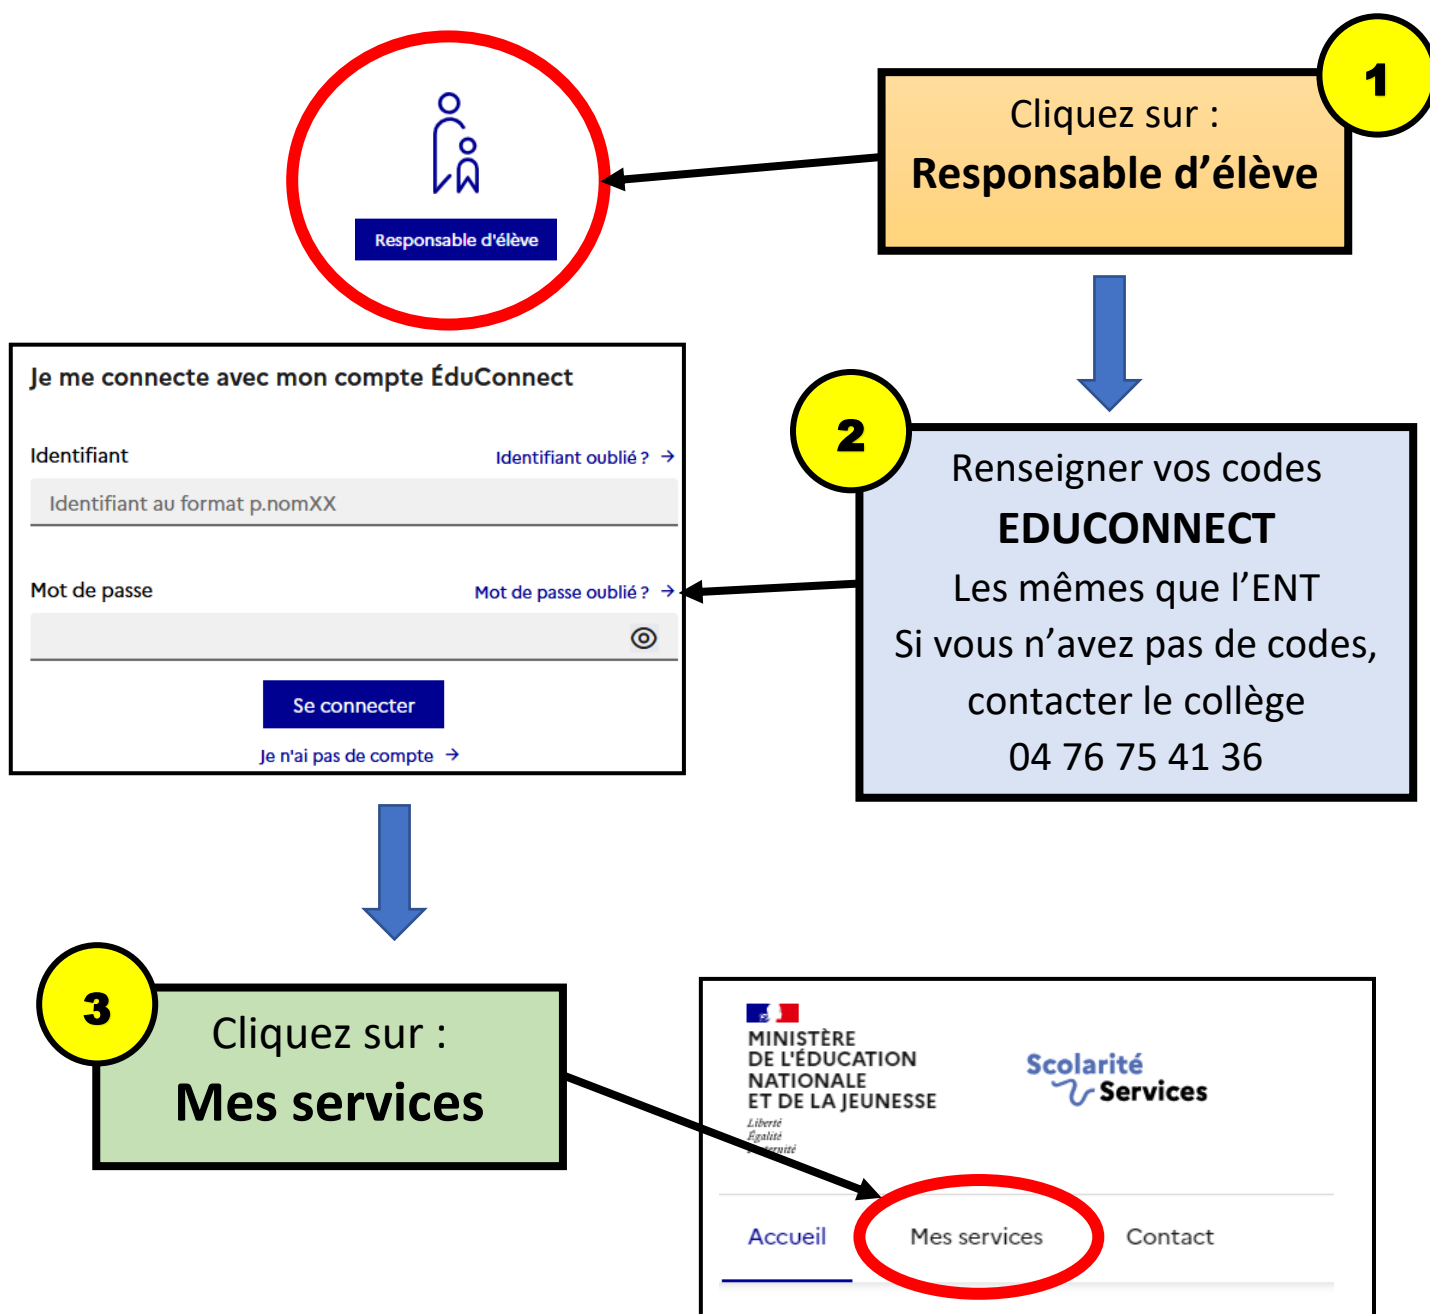 1
Cliquez sur :
Responsable d’élève
Responsable d'élève
Je me connecte avec mon compte ÉduConnect
Identifiant
Identifiant oublié ? →
Identifiant au format p.nomXX
Mot de passe
Mot de passe oublié ? →
Se connecter
Je n'ai pas de compte →
2
Renseigner vos codes
EDUCONNECT
Les mêmes que l’ENT
Si vous n’avez pas de codes,
contacter le collège
04 76 75 41 36
3
Cliquez sur :
Mes services
MINISTÈRE
DE L'ÉDUCATION
NATIONALE
ET DE LA JEUNESSE
Liberté
Égalité
Fraternité
Scolarité
Services
Accueil
Mes services
Contact